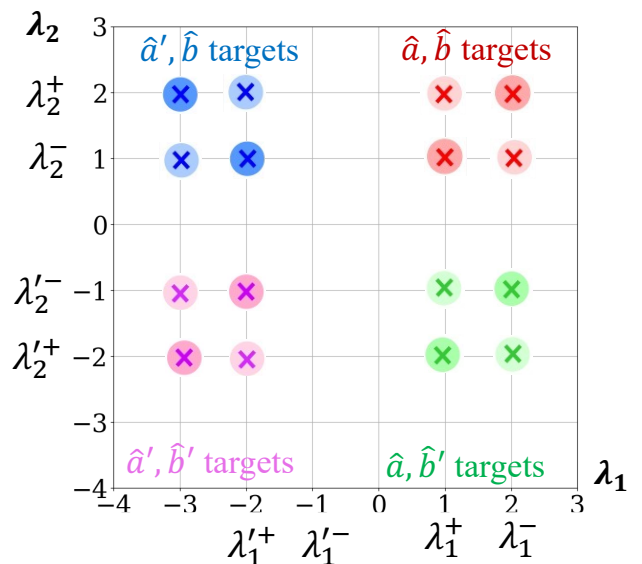 λ₂ 3
â′, b̂ targets â, b̂ targets
λ₂⁺ 2
λ₂⁻ 1
0
λ₂′⁻ −1
λ₂′⁺ −2
−3
â′, b̂′ targets â, b̂′ targets
−4 λ₁
−4 −3 −2 −1 0 1 2 3
λ₁′⁺ λ₁′⁻ λ₁⁺ λ₁⁻